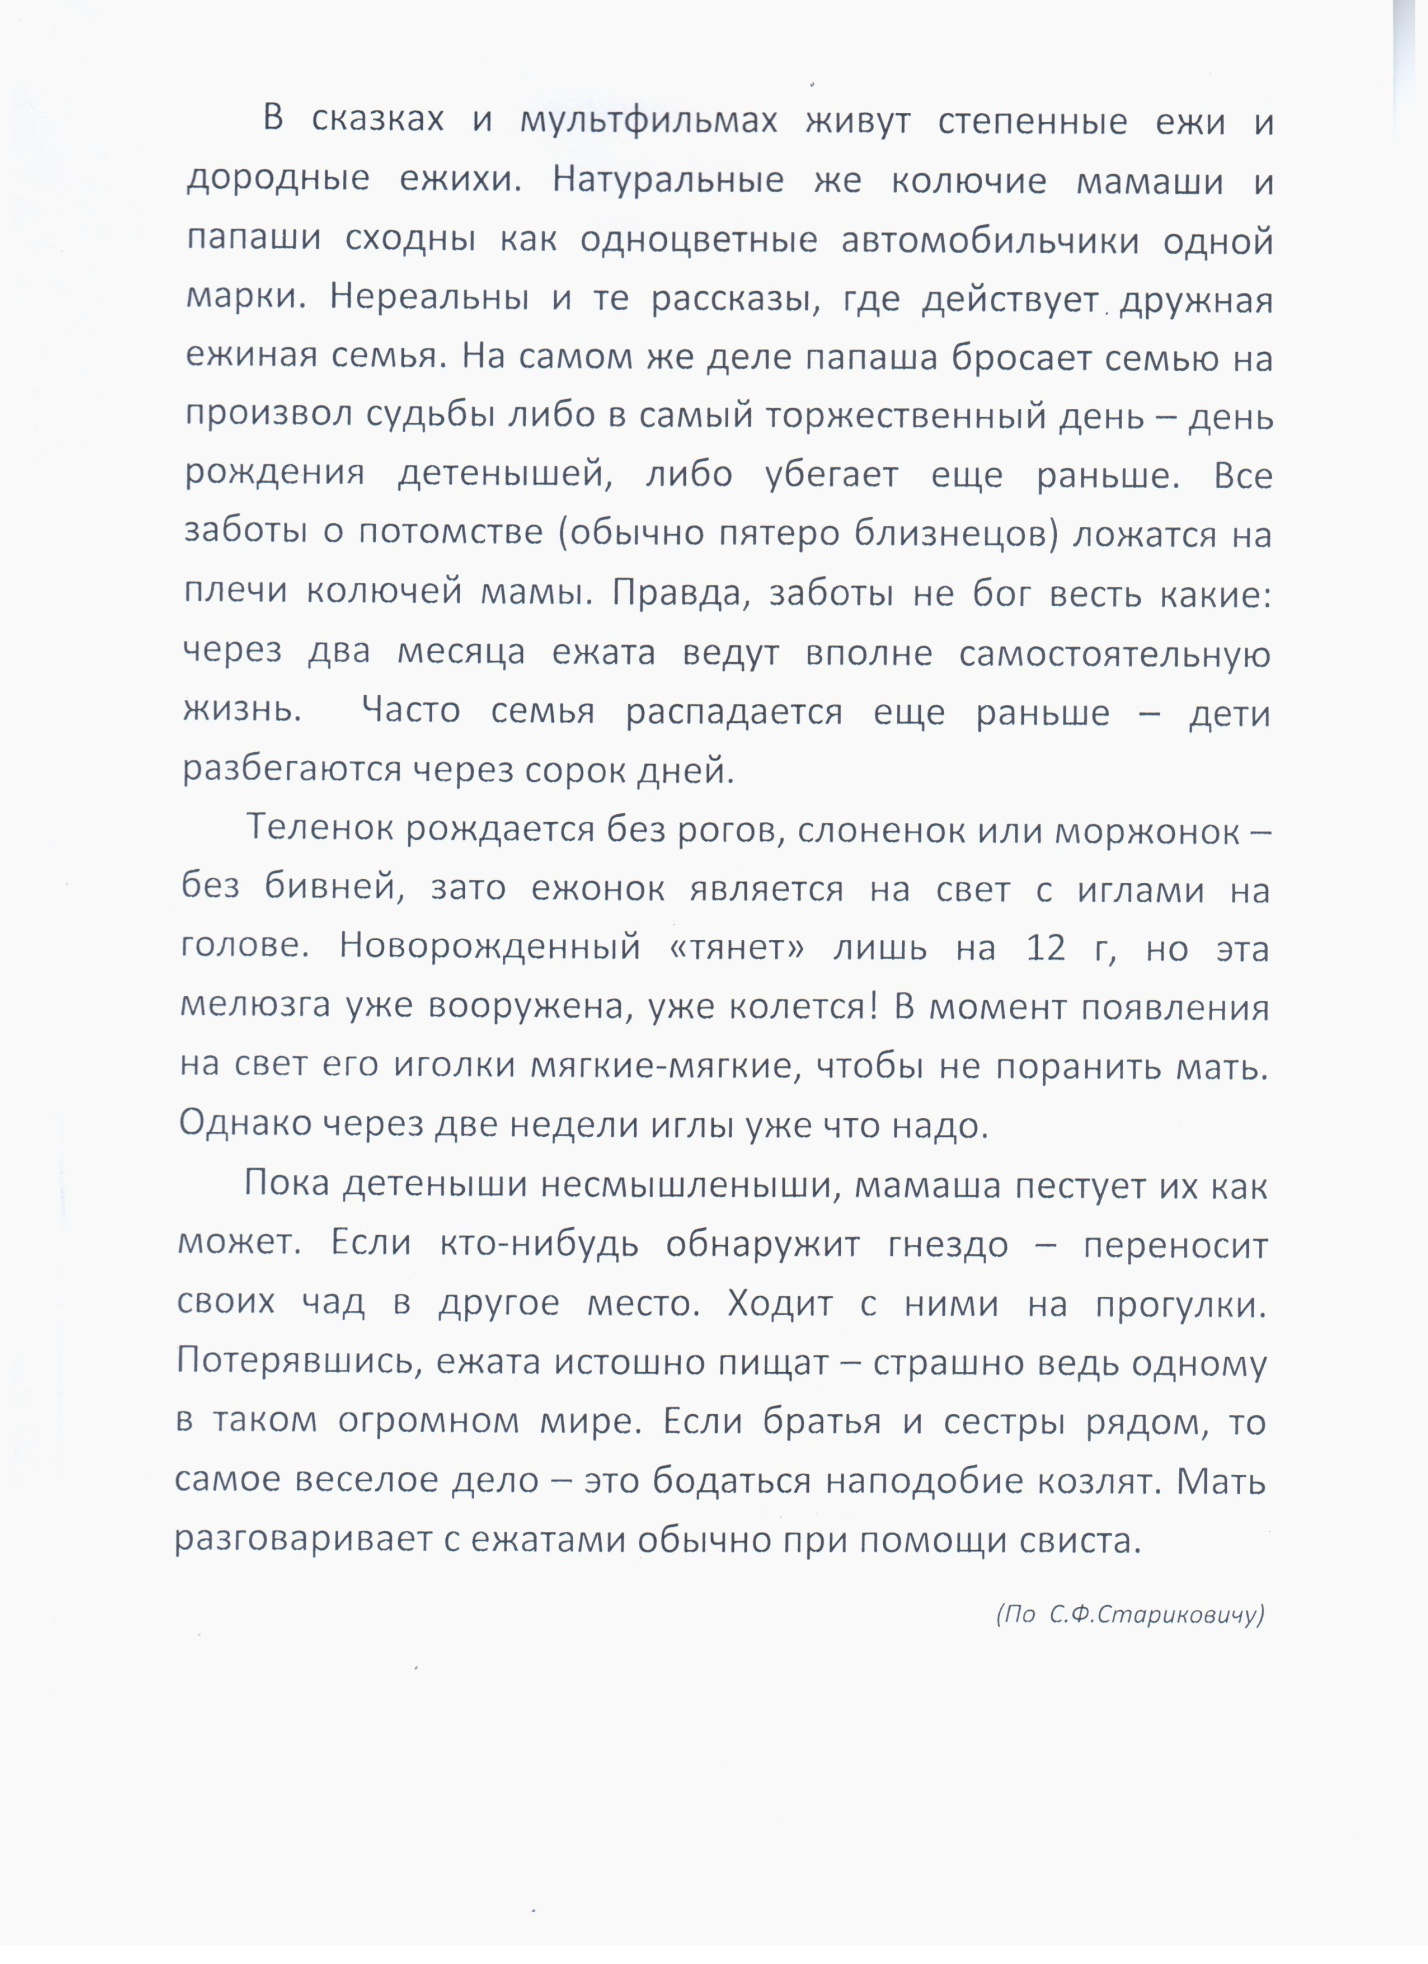 В сказках и мультфильмах живут степенные ежи и
дородные ежихи. Натуральные же колючие мамаши и
папаши сходны как одноцветные автомобильчики одной
марки. Нереальны и те рассказы, где действует дружная
ежиная семья. На самом же деле папаша бросает семью на
произвол судьбы либо в самый торжественный день – день
рождения детенышей, либо убегает еще раньше. Все
заботы о потомстве (обычно пятеро близнецов) ложатся на
плечи колючей мамы. Правда, заботы не бог весть какие:
через два месяца ежата ведут вполне самостоятельную
жизнь. Часто семья распадается еще раньше – дети
разбегаются через сорок дней.
Теленок рождается без рогов, слоненок или моржонок –
без бивней, зато ежонок является на свет с иглами на
голове. Новорожденный «тянет» лишь на 12 г, но эта
мелюзга уже вооружена, уже колется! В момент появления
на свет его иголки мягкие-мягкие, чтобы не поранить мать.
Однако через две недели иглы уже что надо.
Пока детеныши несмышленыши, мамаша пестует их как
может. Если кто-нибудь обнаружит гнездо – переносит
своих чад в другое место. Ходит с ними на прогулки.
Потерявшись, ежата истошно пищат – страшно ведь одному
в таком огромном мире. Если братья и сестры рядом, то
самое веселое дело – это бодаться наподобие козлят. Мать
разговаривает с ежатами обычно при помощи свиста.
(По С.Ф.Стариковичу)